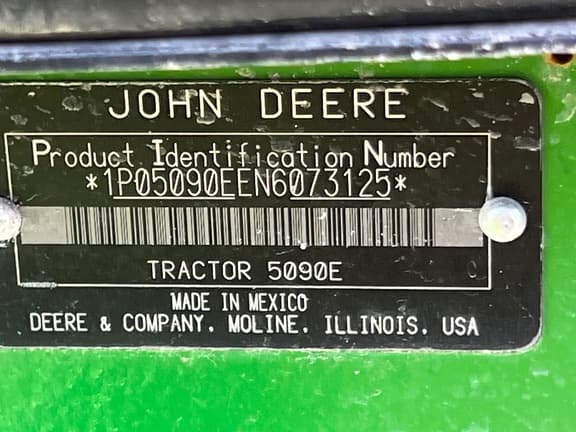 JOHN DEERE
Product Identification Number
*1P05090EEN6073125*
TRACTOR 5090E
MADE IN MEXICO
DEERE & COMPANY. MOLINE. ILLINOIS. USA